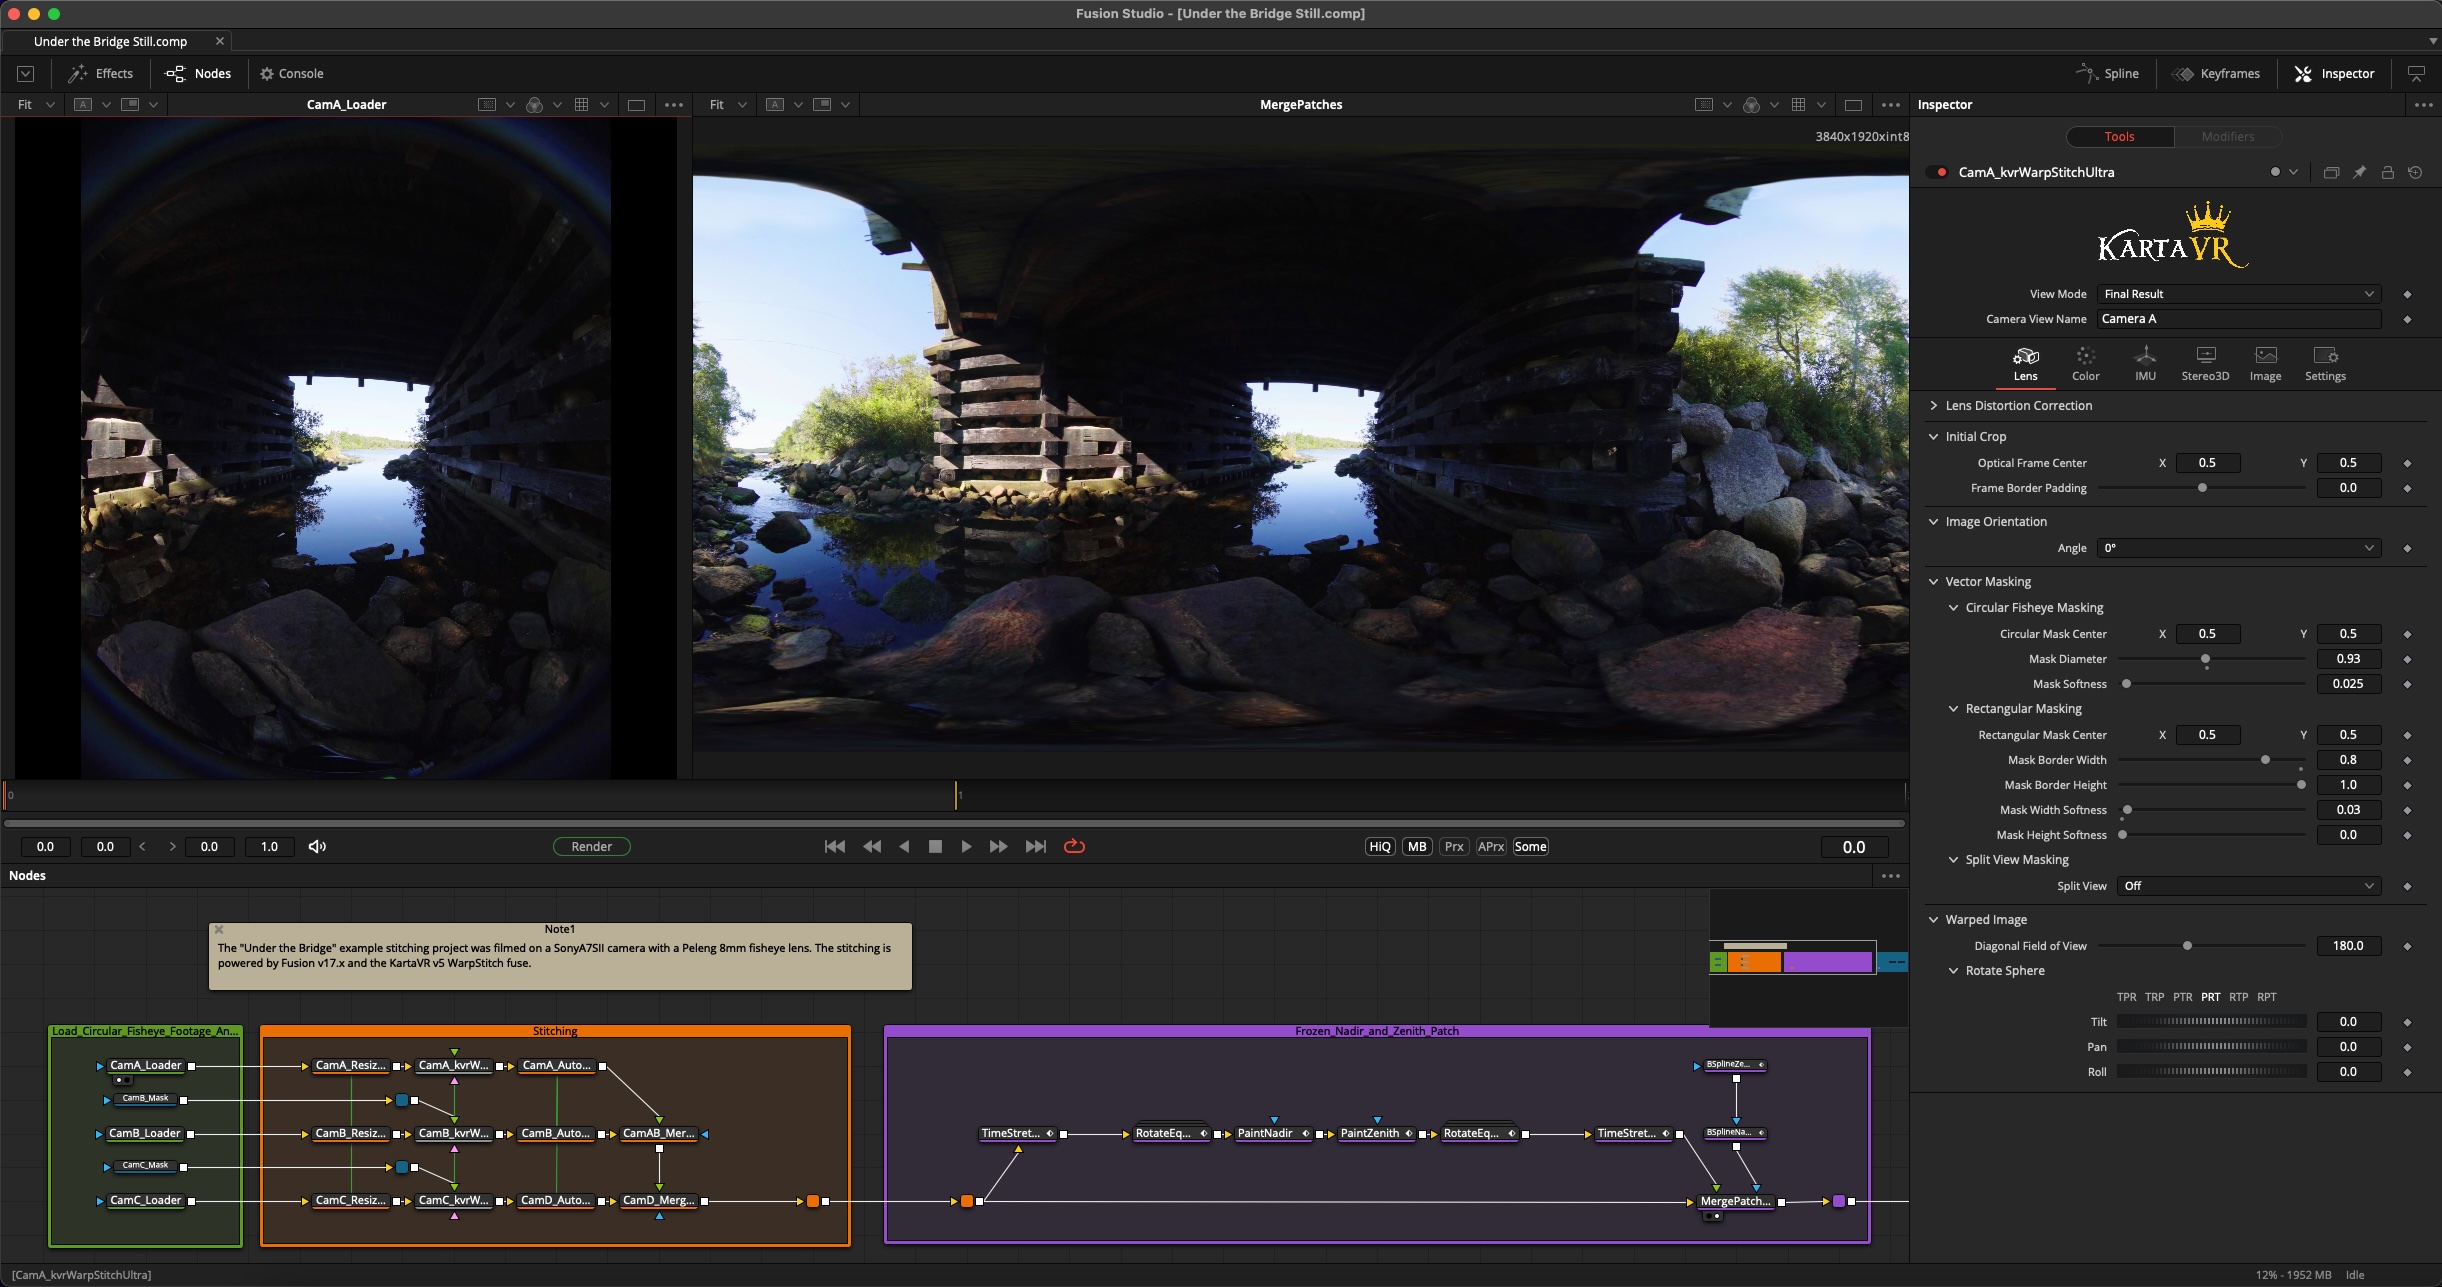 Fusion Studio - [Under the Bridge Still.comp]
Under the Bridge Still.comp
Effects
Nodes
Console
Spline
Keyframes
Inspector
Fit
A
CamA_Loader
Fit
A
MergePatches
Inspector
3840x1920xint8
Tools
Modifiers
CamA_kvrWarpStitchUltra
KARTAVR
View Mode Final Result
Camera View Name Camera A
Lens Color IMU Stereo3D Image Settings
Lens Distortion Correction
Initial Crop
Optical Frame Center X 0.5 Y 0.5
Frame Border Padding 0.0
Image Orientation
Angle 0°
Vector Masking
Circular Fisheye Masking
Circular Mask Center X 0.5 Y 0.5
Mask Diameter 0.93
Mask Softness 0.025
Rectangular Masking
Rectangular Mask Center X 0.5 Y 0.5
Mask Border Width 0.8
Mask Border Height 1.0
Mask Width Softness 0.03
Mask Height Softness 0.0
Split View Masking
Split View Off
Warped Image
Diagonal Field of View 180.0
Rotate Sphere
TPR TRP PTR PRT RTP RPT
Tilt 0.0
Pan 0.0
Roll 0.0
0 1
0.0 0.0 < > 0.0 1.0 Render HiQ MB Prx APrx Some 0.0
Nodes
Note1
The "Under the Bridge" example stitching project was filmed on a SonyA7SII camera with a Peleng 8mm fisheye lens. The stitching is
powered by Fusion v17.x and the KartaVR v5 WarpStitch fuse.
Load_Circular_Fisheye_Footage_An...
Stitching
Frozen_Nadir_and_Zenith_Patch
CamA_Loader CamA_Resiz... CamA_kvrW... CamA_Auto... BSplineZe...
CamB_Mask
CamB_Loader CamB_Resiz... CamB_kvrW... CamB_Auto... CamAB_Mer... TimeStret... RotateEq... PaintNadir PaintZenith RotateEq... TimeStret... BSplineNa...
CamC_Mask
CamC_Loader CamC_Resiz... CamC_kvrW... CamD_Auto... CamD_Merg... MergePatch...
[CamA_kvrWarpStitchUltra]
12% - 1952 MB Idle